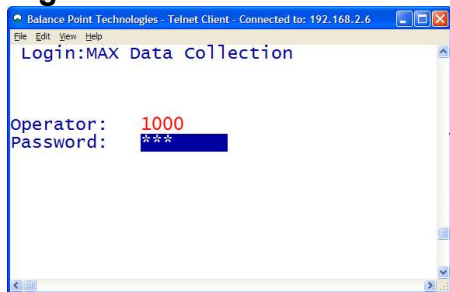 Balance Point Technologies - Telnet Client - Connected to: 192.168.2.6
File Edit View Help
Login:MAX Data Collection
Operator: 1000
Password: ***